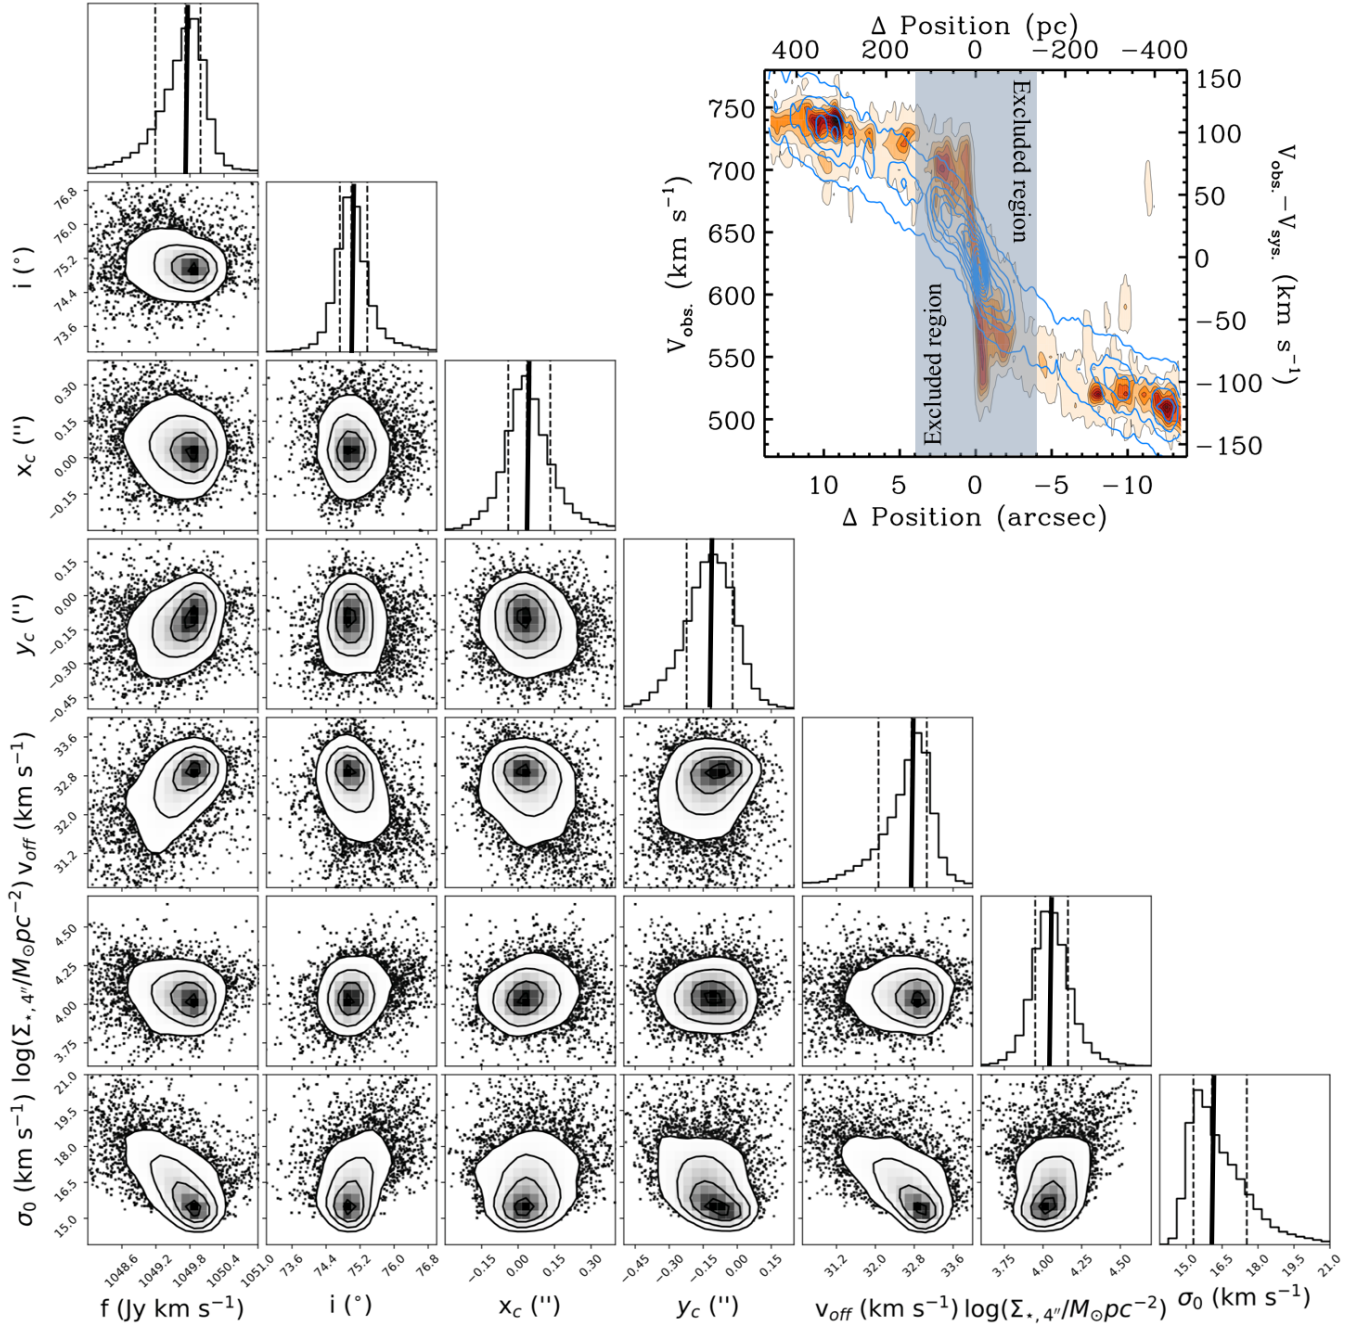 Δ Position (pc)
400 200 0 −200 −400
750 700 650 600 550 500
V_obs. (km s⁻¹)
Excluded region
Excluded region
150 100 50 0 −50 −100 −150
V_obs.−V_sys. (km s⁻¹)
10 5 0 −5 −10
Δ Position (arcsec)
i (°)
76.8 76.0 75.2 74.4 73.6
x_c ('')
0.30 0.15 0.00 −0.15
y_c ('')
0.15 0.00 −0.15 −0.30 −0.45
v_off (km s⁻¹)
33.6 32.8 32.0 31.2
log(Σ⋆,4''/M⊙pc⁻²)
4.50 4.25 4.00 3.75
σ₀ (km s⁻¹)
21.0 19.5 18.0 16.5 15.0
1048.6 1049.2 1049.8 1050.4 1051.0
73.6 74.4 75.2 76.0 76.8
−0.15 0.00 0.15 0.30
−0.45 −0.30 −0.15 0.00 0.15
31.2 32.0 32.8 33.6
3.75 4.00 4.25 4.50
15.0 16.5 18.0 19.5 21.0
f (Jy km s⁻¹)
i (°)
x_c ('')
y_c ('')
v_off (km s⁻¹)
log(Σ⋆,4''/M⊙pc⁻²)
σ₀ (km s⁻¹)